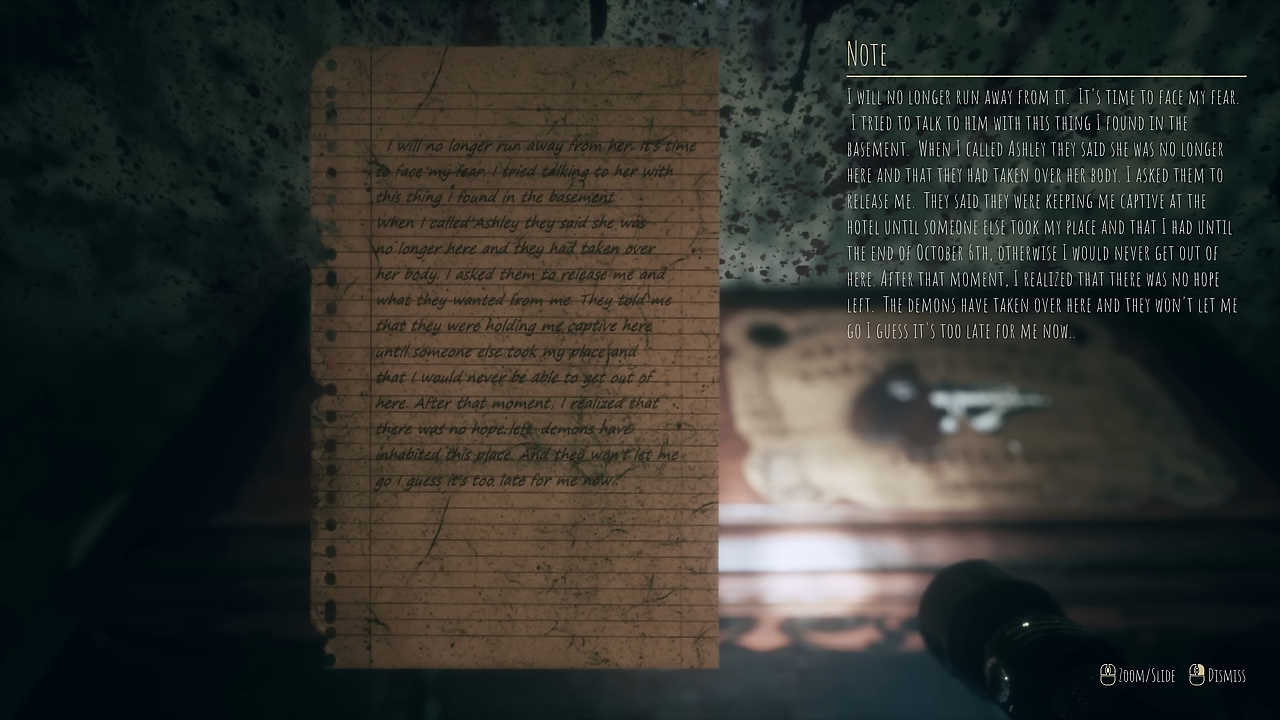 I will no longer run away from her. It's time
to face my fear. I tried talking to her with
this thing I found in the basement
When I called Ashley they said she was
no longer here and they had taken over
her body. I asked them to release me and
what they wanted from me. They told me
that they were holding me captive here
until someone else took my place and
that I would never be able to get out of
here. After that moment, I realized that
there was no hope left. demons have
inhabited this place. And they won't let me
go I guess it's too late for me now..
NOTE
I WILL NO LONGER RUN AWAY FROM IT. IT'S TIME TO FACE MY FEAR.
I TRIED TO TALK TO HIM WITH THIS THING I FOUND IN THE
BASEMENT. WHEN I CALLED ASHLEY THEY SAID SHE WAS NO LONGER
HERE AND THAT THEY HAD TAKEN OVER HER BODY. I ASKED THEM TO
RELEASE ME. THEY SAID THEY WERE KEEPING ME CAPTIVE AT THE
HOTEL UNTIL SOMEONE ELSE TOOK MY PLACE AND THAT I HAD UNTIL
THE END OF OCTOBER 6TH, OTHERWISE I WOULD NEVER GET OUT OF
HERE. AFTER THAT MOMENT, I REALIZED THAT THERE WAS NO HOPE
LEFT. THE DEMONS HAVE TAKEN OVER HERE AND THEY WON'T LET ME
GO I GUESS IT'S TOO LATE FOR ME NOW..
ZOOM/SLIDE DISMISS